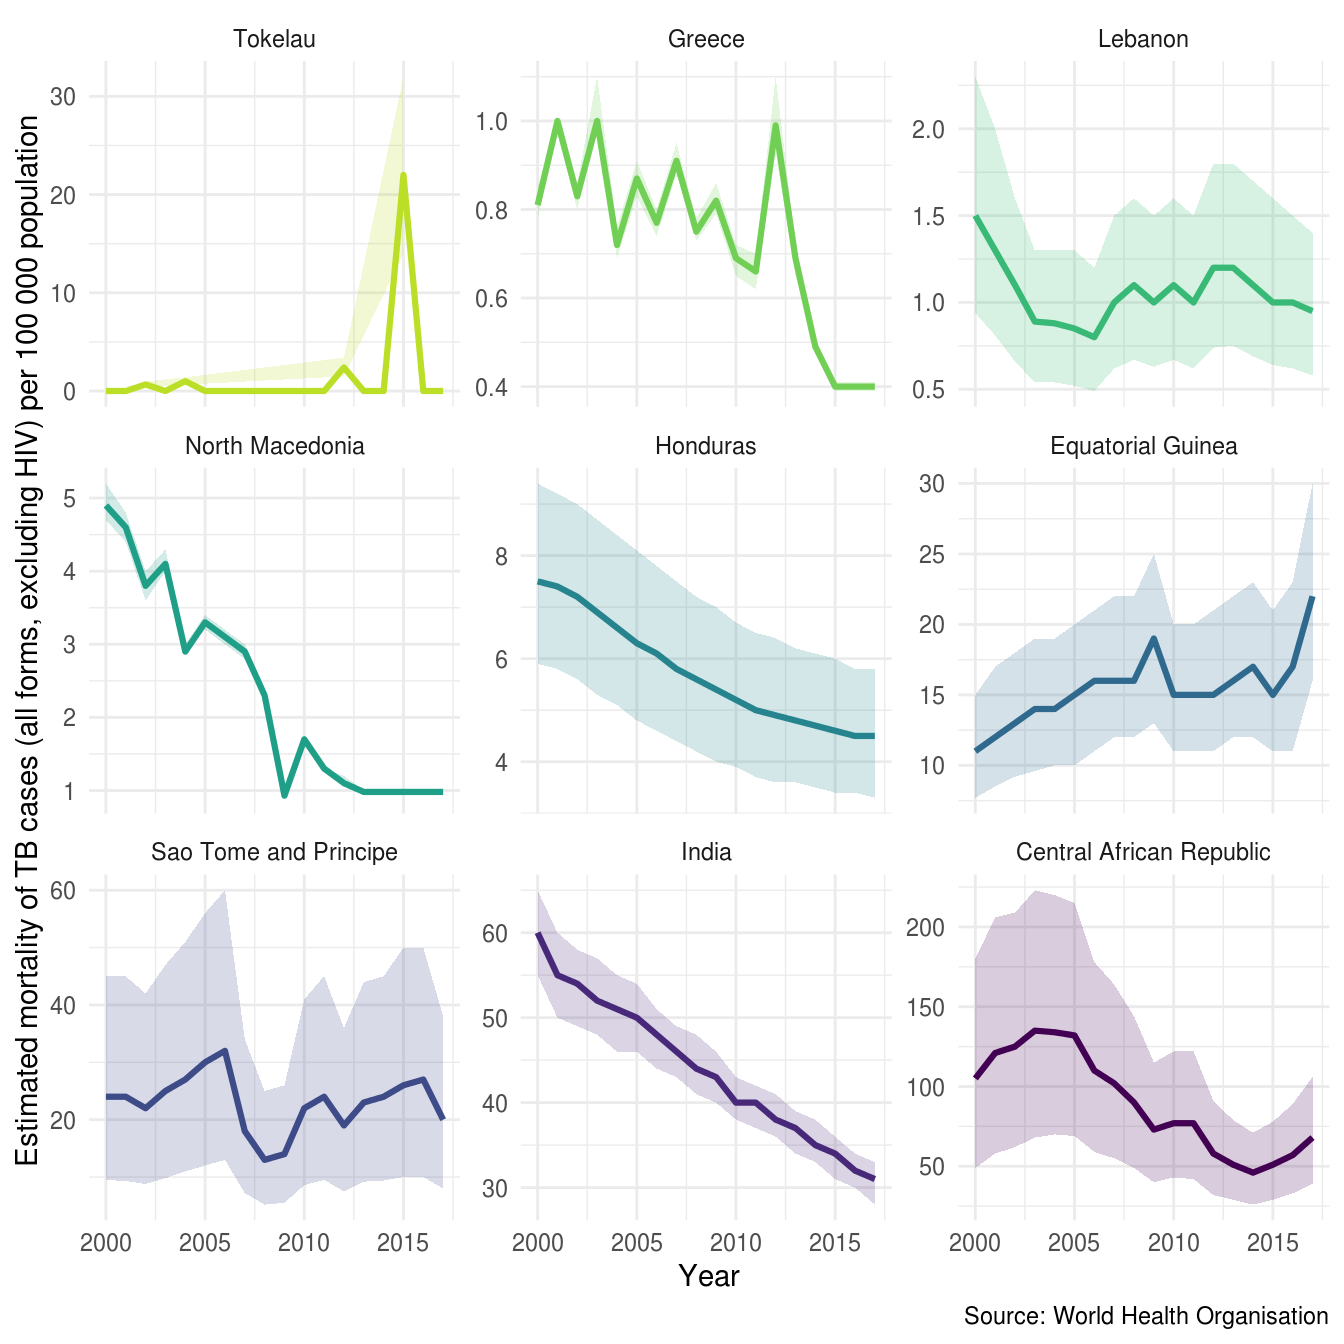 Tokelau
Greece
Lebanon
30
20
10
0
1.0
0.8
0.6
0.4
2.0
1.5
1.0
0.5
North Macedonia
Honduras
Equatorial Guinea
5
4
3
2
1
8
6
4
30
25
20
15
10
Sao Tome and Principe
India
Central African Republic
60
40
20
60
50
40
30
200
150
100
50
2000 2005 2010 2015
2000 2005 2010 2015
2000 2005 2010 2015
Estimated mortality of TB cases (all forms, excluding HIV) per 100 000 population
Year
Source: World Health Organisation